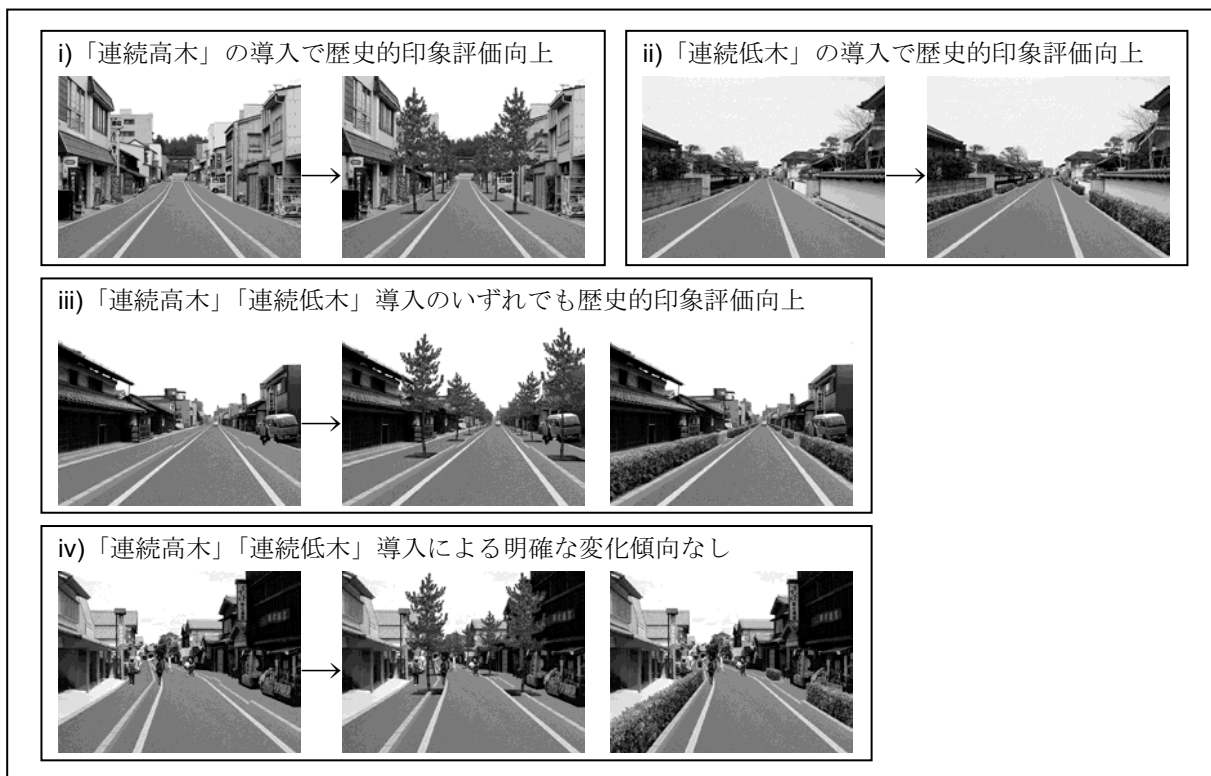 i)「連続高木」の導入で歴史的印象評価向上
ii)「連続低木」の導入で歴史的印象評価向上
iii)「連続高木」「連続低木」導入のいずれでも歴史的印象評価向上
iv)「連続高木」「連続低木」導入による明確な変化傾向なし